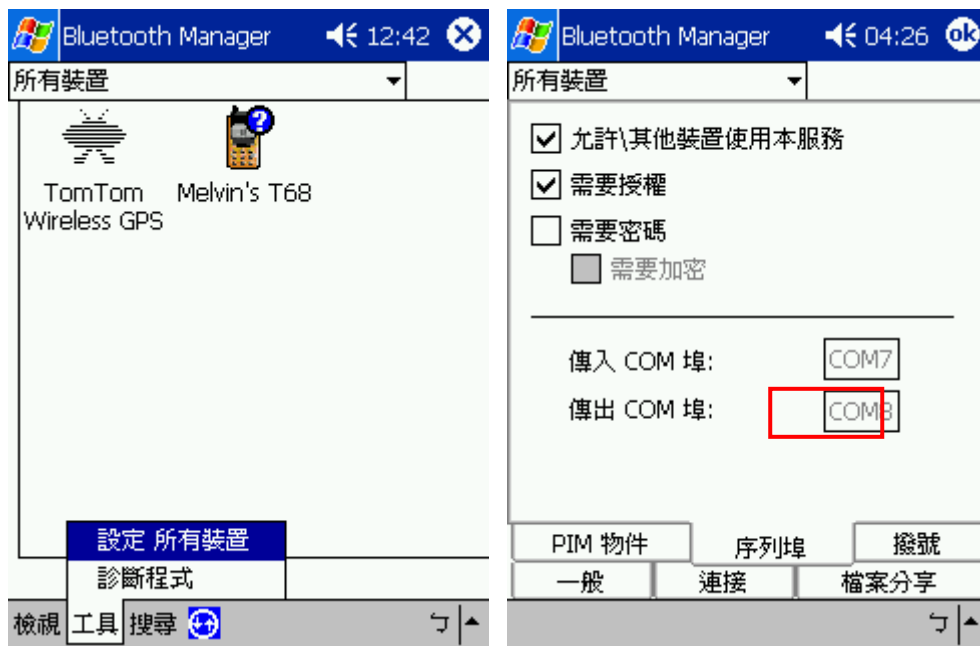 Bluetooth Manager 12:42
所有裝置
TomTom Wireless GPS
Melvin's T68
設定 所有裝置
診斷程式
檢視 工具 搜尋 ㄅ
Bluetooth Manager 04:26 ok
所有裝置
允許\其他裝置使用本服務
需要授權
需要密碼
需要加密
傳入 COM 埠: COM7
傳出 COM 埠: COM8
PIM 物件 序列埠 撥號
一般 連接 檔案分享
ㄅ